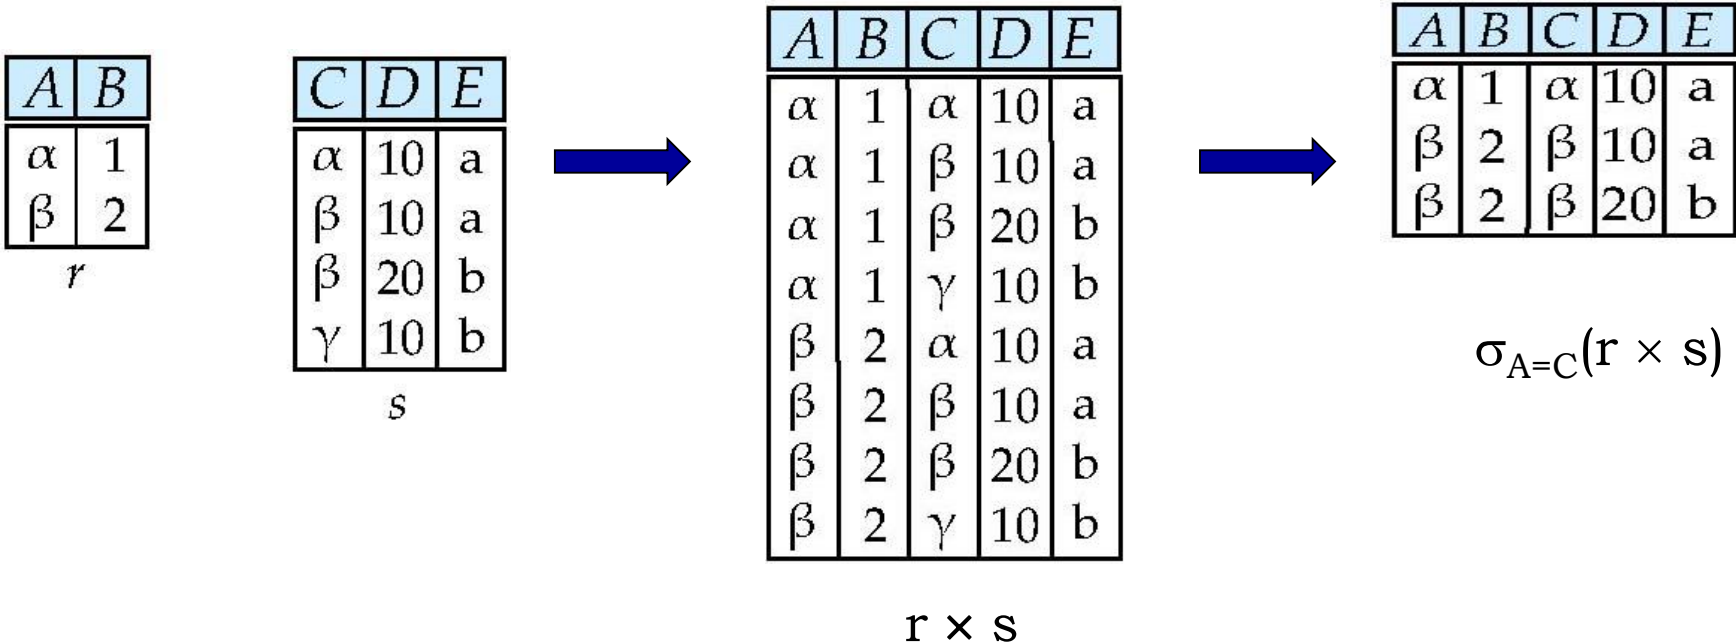 A B
α 1
β 2
r
C D E
α 10 a
β 10 a
β 20 b
γ 10 b
s
A B C D E
α 1 α 10 a
α 1 β 10 a
α 1 β 20 b
α 1 γ 10 b
β 2 α 10 a
β 2 β 10 a
β 2 β 20 b
β 2 γ 10 b
r × s
A B C D E
α 1 α 10 a
β 2 β 10 a
β 2 β 20 b
σA=C(r × s)